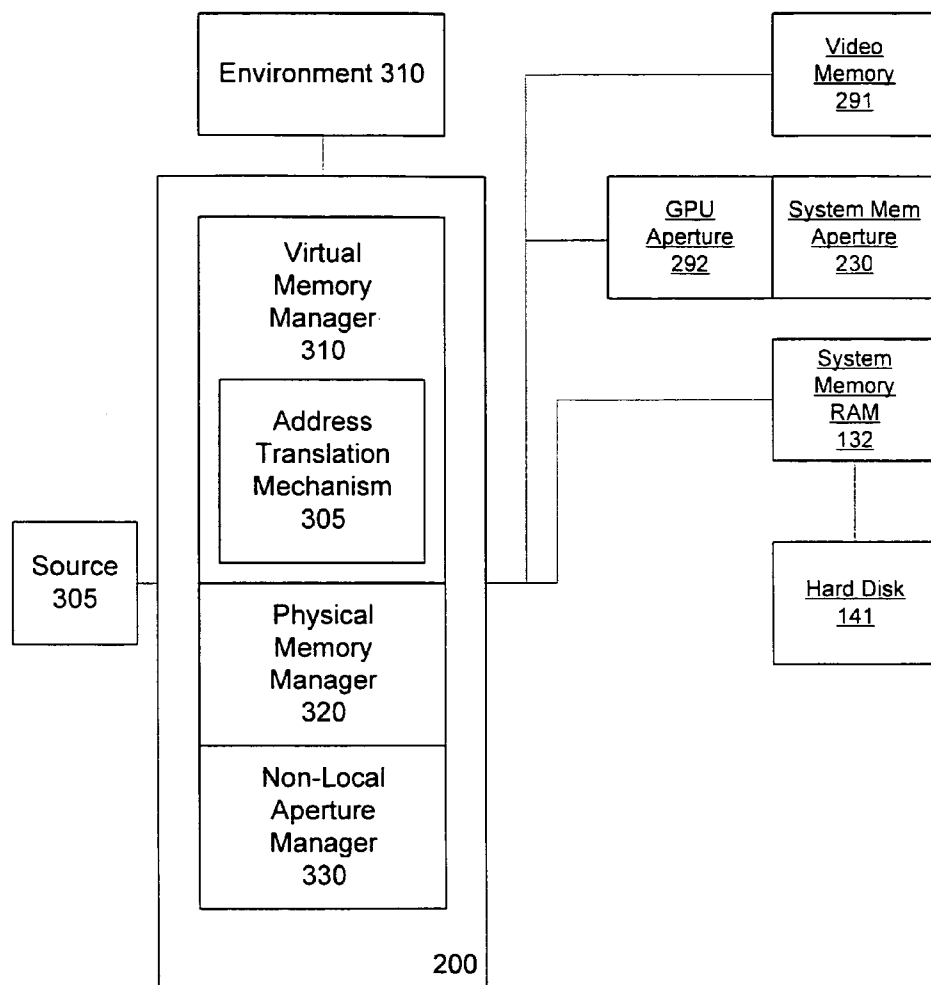 Environment 310
Virtual
Memory
Manager
310
Address
Translation
Mechanism
305
Source
305
Physical
Memory
Manager
320
Non-Local
Aperture
Manager
330
200
Video
Memory
291
GPU
Aperture
292
System Mem
Aperture
230
System
Memory
RAM
132
Hard Disk
141